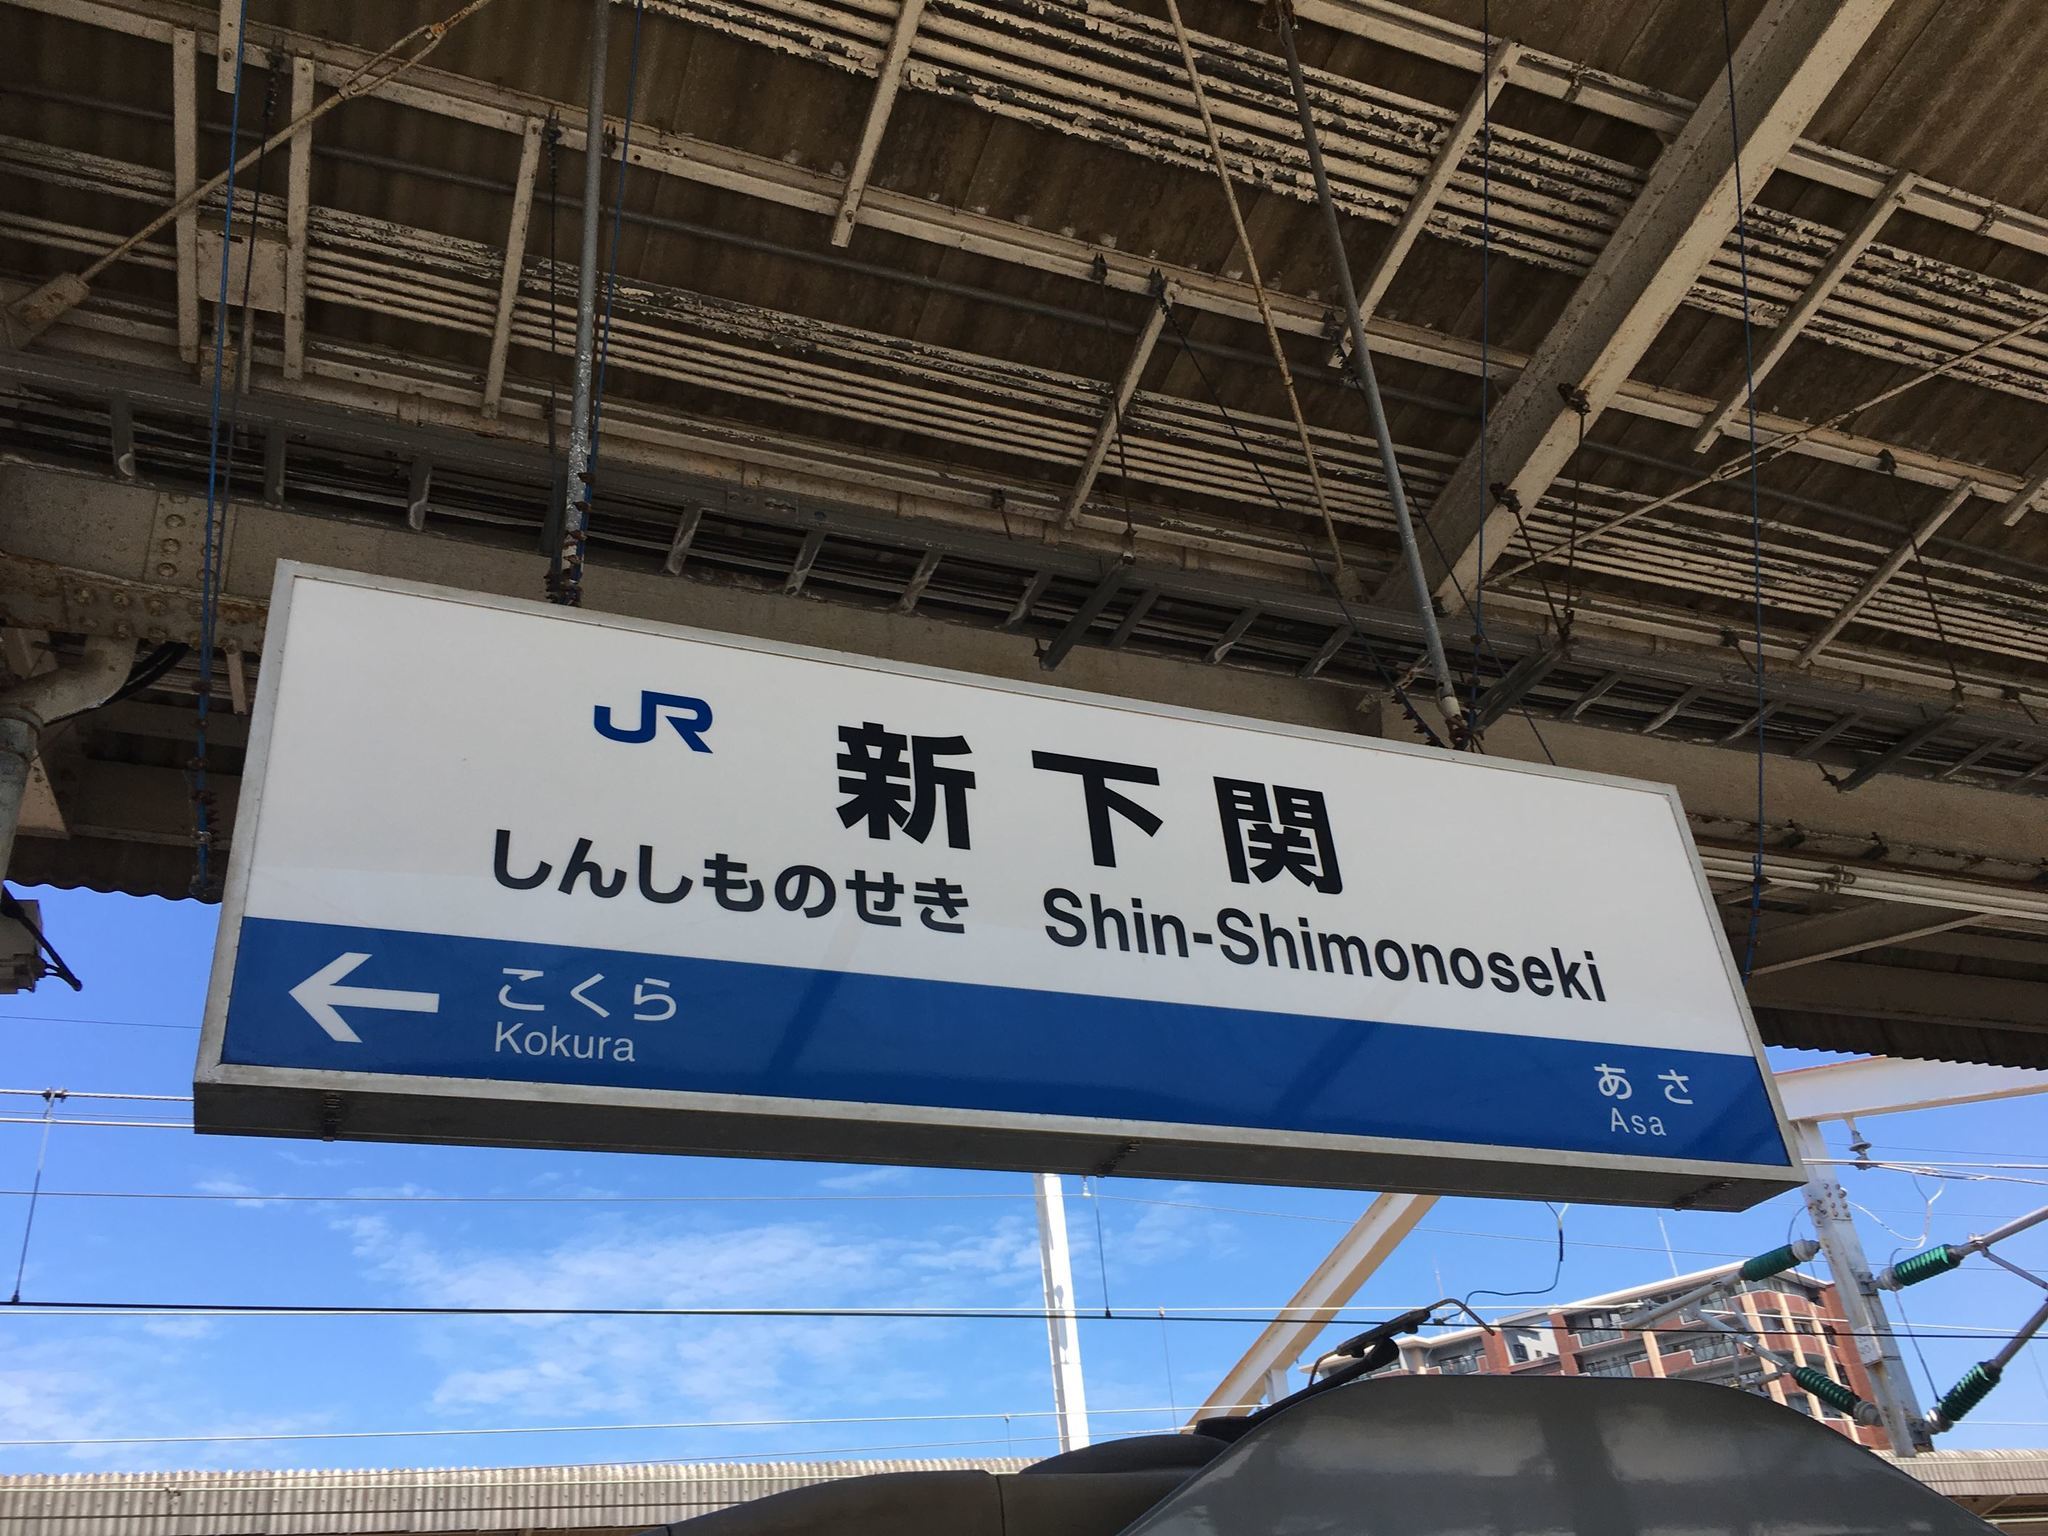 JR 新下関
しんしものせき Shin-Shimonoseki
← こくら
Kokura
あさ
Asa